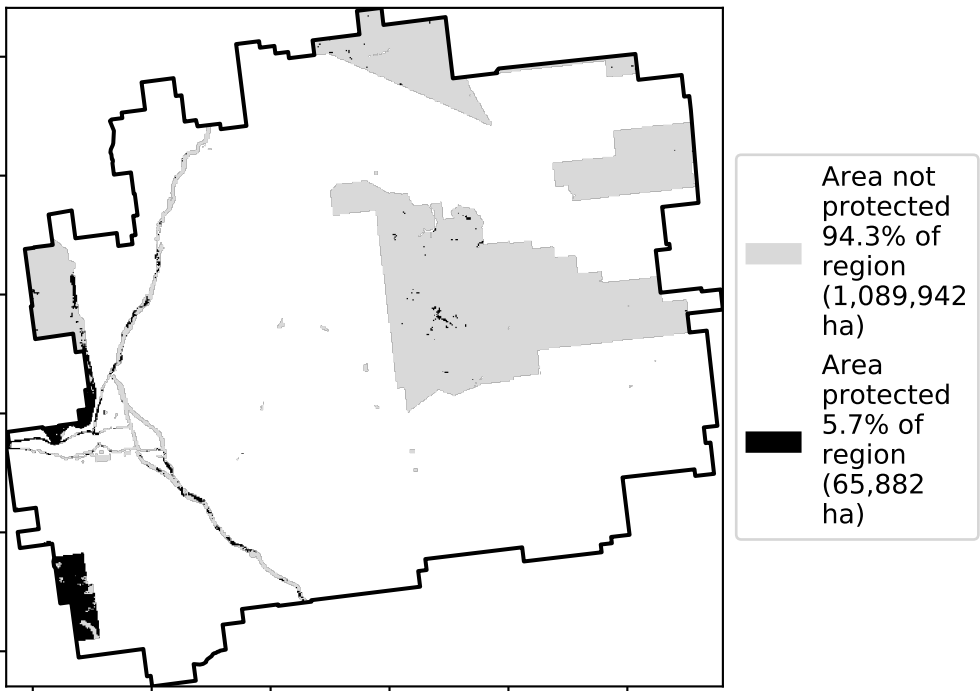 Area not
protected
94.3% of
region
(1,089,942
ha)
Area
protected
5.7% of
region
(65,882
ha)